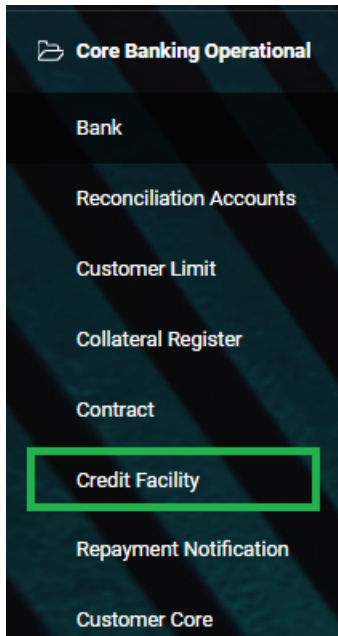 Core Banking Operational
Bank
Reconciliation Accounts
Customer Limit
Collateral Register
Contract
Credit Facility
Repayment Notification
Customer Core